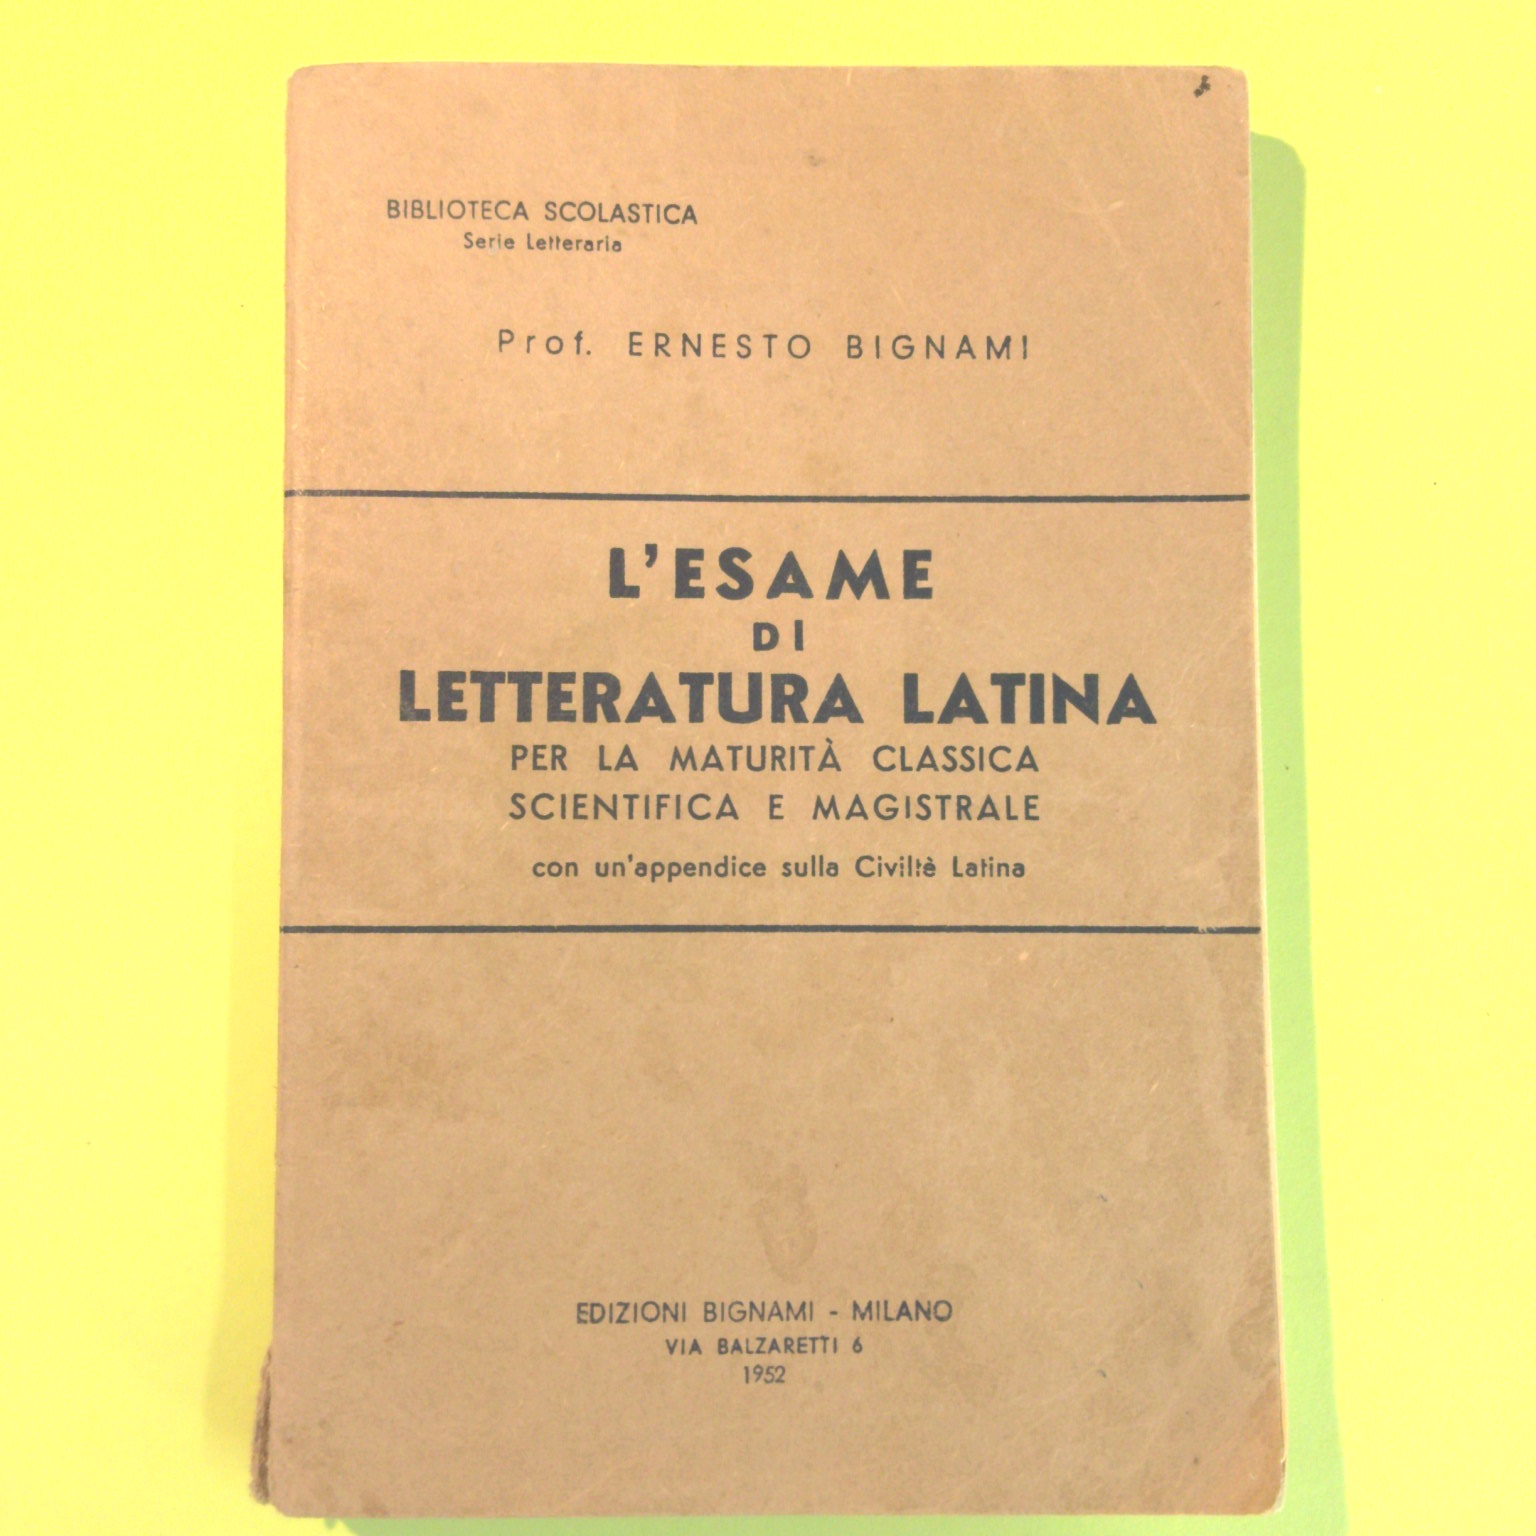 BIBLIOTECA SCOLASTICA
Serie Letteraria
Prof. ERNESTO BIGNAMI
L'ESAME
DI
LETTERATURA LATINA
PER LA MATURITÀ CLASSICA
SCIENTIFICA E MAGISTRALE
con un'appendice sulla Civiltè Latina
EDIZIONI BIGNAMI - MILANO
VIA BALZARETTI 6
1952